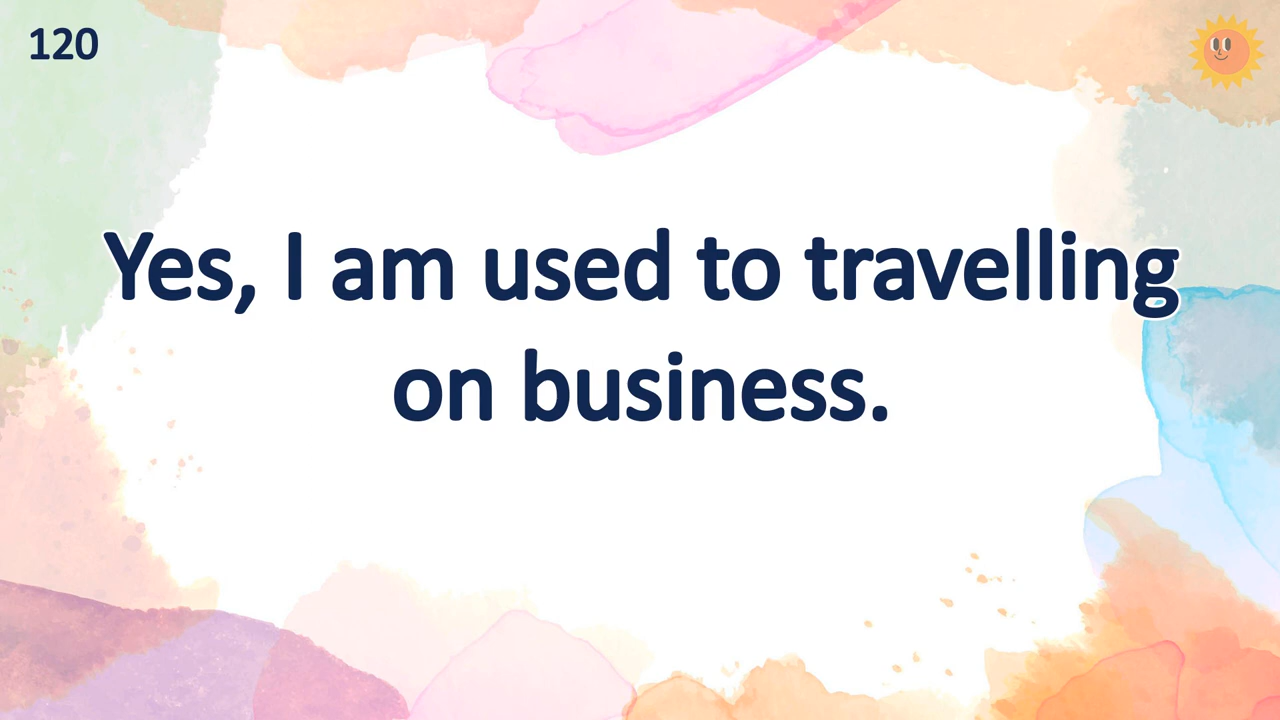 120
Yes, I am used to travelling
on business.